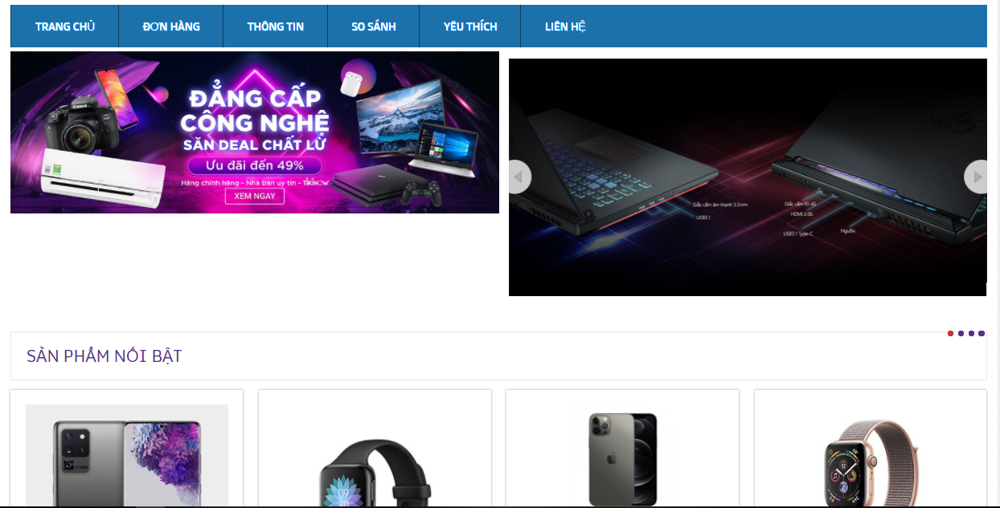 TRANG CHỦ
ĐƠN HÀNG
THÔNG TIN
SO SÁNH
YÊU THÍCH
LIÊN HỆ
ĐẲNG CẤP
CÔNG NGHỆ
SĂN DEAL CHẤT LỪ
Ưu đãi đến 49%
Hàng chính hãng - Nhà bán uy tín - TIKINOW
XEM NGAY
Canon
Giắc cắm âm thanh 3.5mm
USB3.1
Giắc cắm RJ-45
HDMI 2.0b
USB3.1 Type-C
Nguồn
SẢN PHẨM NỔI BẬT
09
30